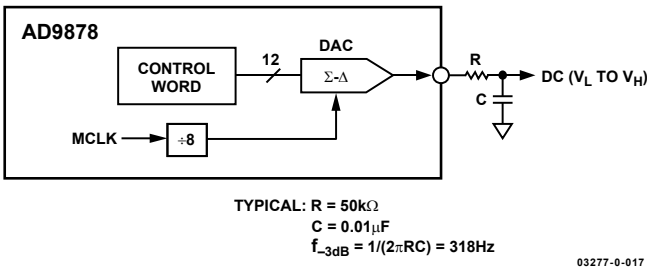 AD9878
DAC
12
CONTROL
WORD
Σ-Δ
R
DC (VL TO VH)
C
MCLK
÷8
TYPICAL: R = 50kΩ
C = 0.01μF
f–3dB = 1/(2πRC) = 318Hz
03277-0-017